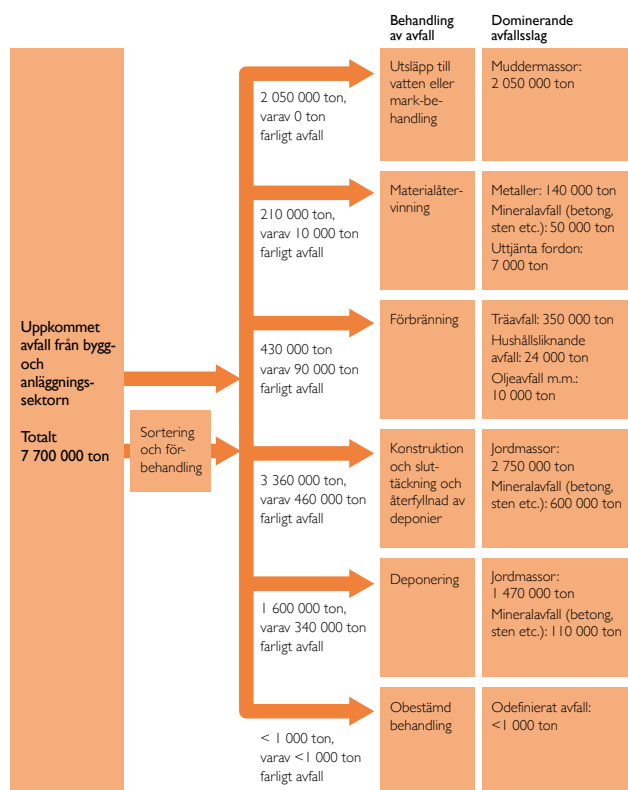 Behandling
av avfall
Dominerande
avfallsslag
Uppkommet
avfall från bygg-
och
anläggnings-
sektorn
Totalt
7 700 000 ton
Sortering
och för-
behandling
2 050 000 ton,
varav 0 ton
farligt avfall
Utsläpp till
vatten eller
mark-be-
handling
Muddermassor:
2 050 000 ton
210 000 ton,
varav 10 000 ton
farligt avfall
Materialåter-
vinning
Metaller: 140 000 ton
Mineralavfall (betong,
sten etc.): 50 000 ton
Uttjänta fordon:
7 000 ton
430 000 ton
varav 90 000 ton
farligt avfall
Förbränning
Träavfall: 350 000 ton
Hushållsliknande
avfall: 24 000 ton
Oljeavfall m.m.:
10 000 ton
3 360 000 ton,
varav 460 000 ton
farligt avfall
Konstruktion
och slut-
täckning och
återfyllnad av
deponier
Jordmassor:
2 750 000 ton
Mineralavfall (betong,
sten etc.): 600 000 ton
1 600 000 ton,
varav 340 000 ton
farligt avfall
Deponering
Jordmassor:
1 470 000 ton
Mineralavfall (betong,
sten etc.): 110 000 ton
< 1 000 ton,
varav <1 000 ton
farligt avfall
Obestämd
behandling
Odefinierat avfall:
<1 000 ton